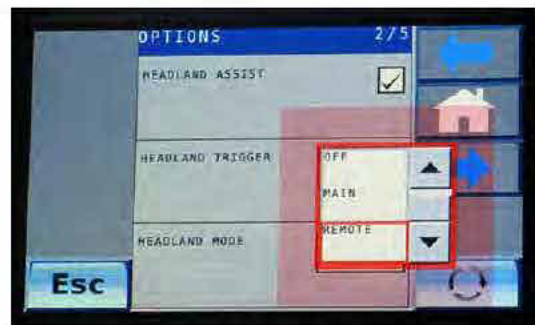 OPTIONS 2/5
HEADLAND ASSIST
HEADLAND TRIGGER
OFF
MAIN
REMOTE
HEADLAND MODE
Esc